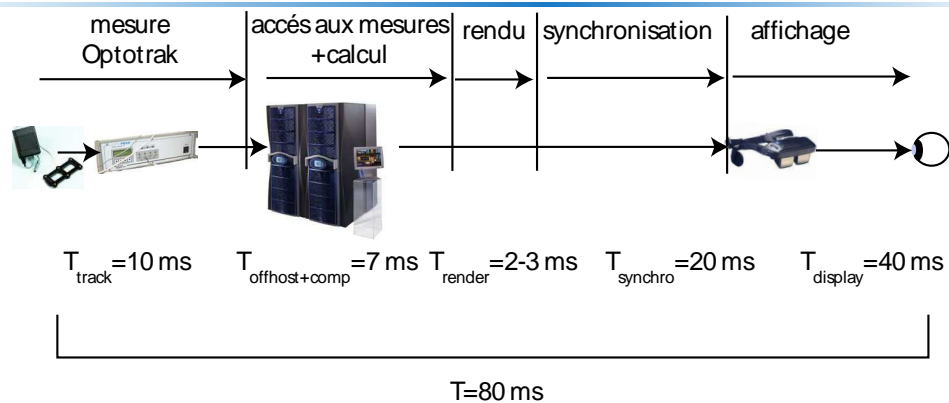 mesure
Optotrak
accés aux mesures
+calcul
rendu
synchronisation
affichage
T_track=10 ms
T_offhost+comp=7 ms
T_render=2-3 ms
T_synchro=20 ms
T_display=40 ms
T=80 ms